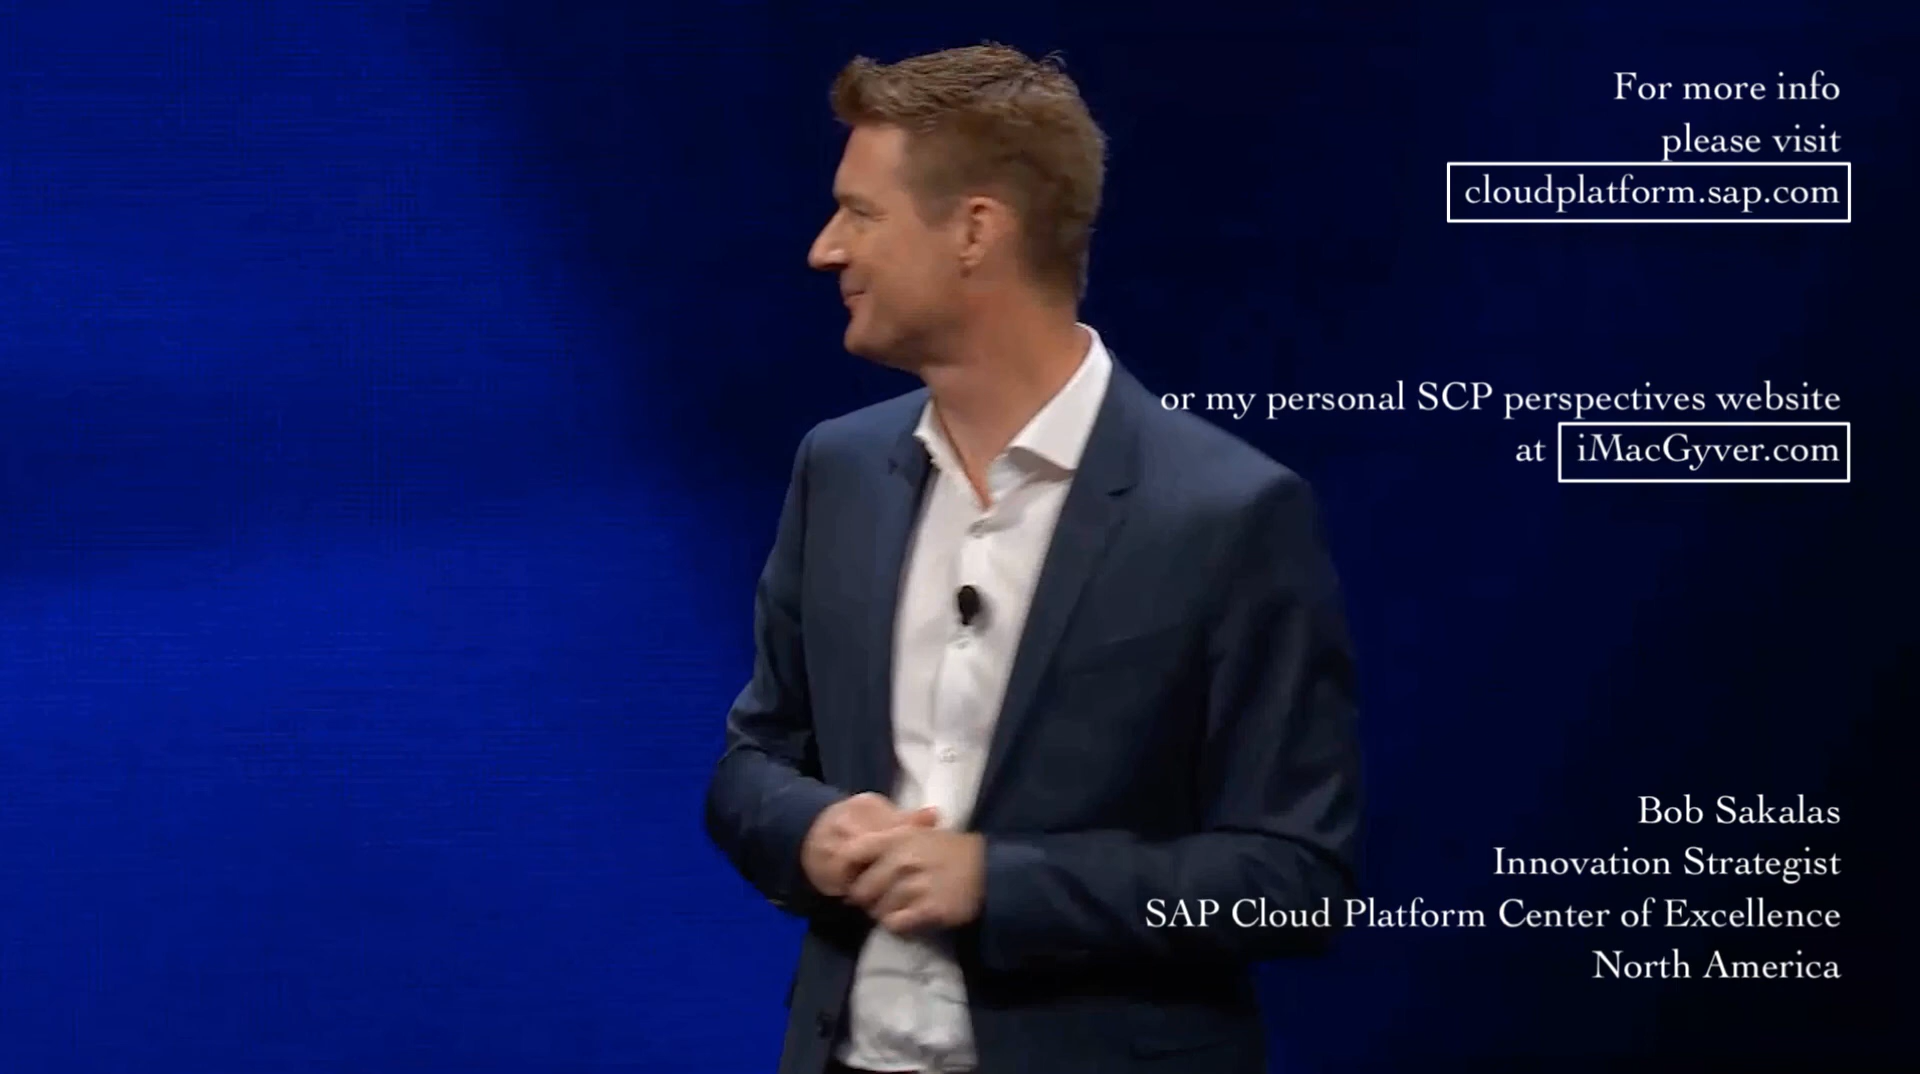 For more info
please visit
cloudplatform.sap.com
or my personal SCP perspectives website
at iMacGyver.com
Bob Sakalas
Innovation Strategist
SAP Cloud Platform Center of Excellence
North America